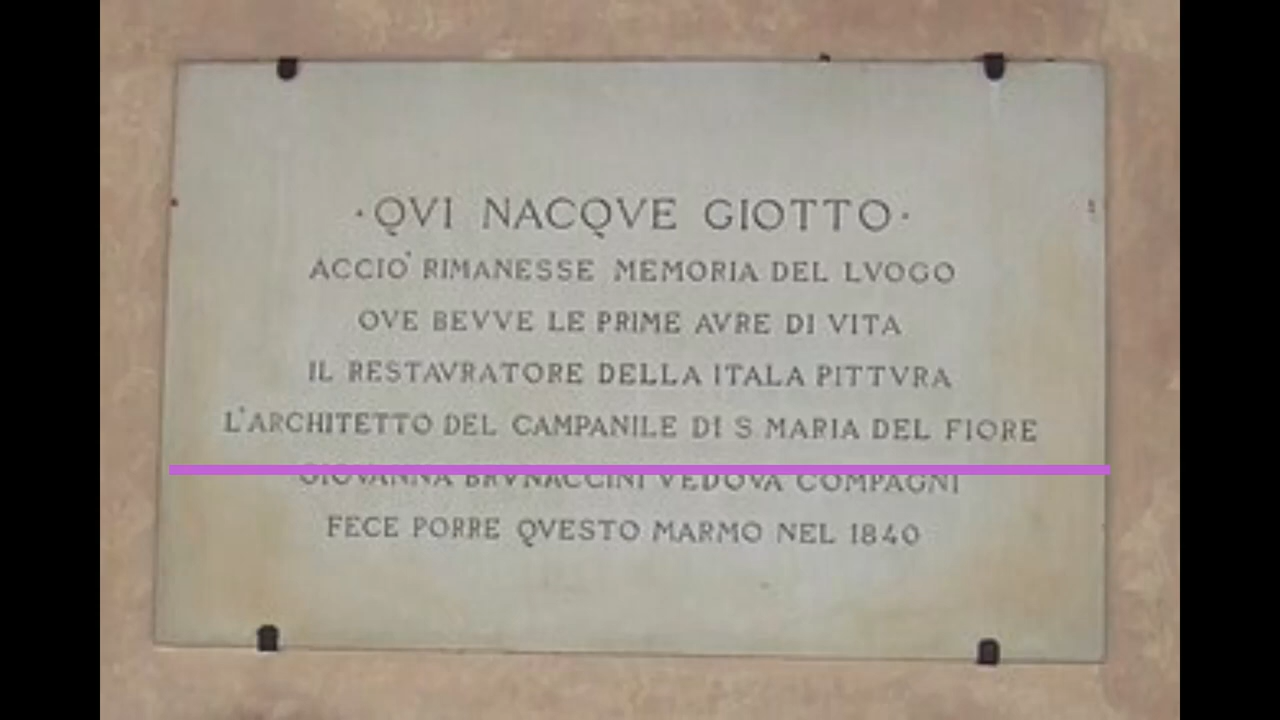 ·QVI NACQVE GIOTTO·
ACCIO' RIMANESSE MEMORIA DEL LVOGO
OVE BEVVE LE PRIME AVRE DI VITA
IL RESTAVRATORE DELLA ITALA PITTVRA
L'ARCHITETTO DEL CAMPANILE DI S. MARIA DEL FIORE
GIOVANNA BRVNACCINI VEDOVA COMPAGNI
FECE PORRE QVESTO MARMO NEL 1840